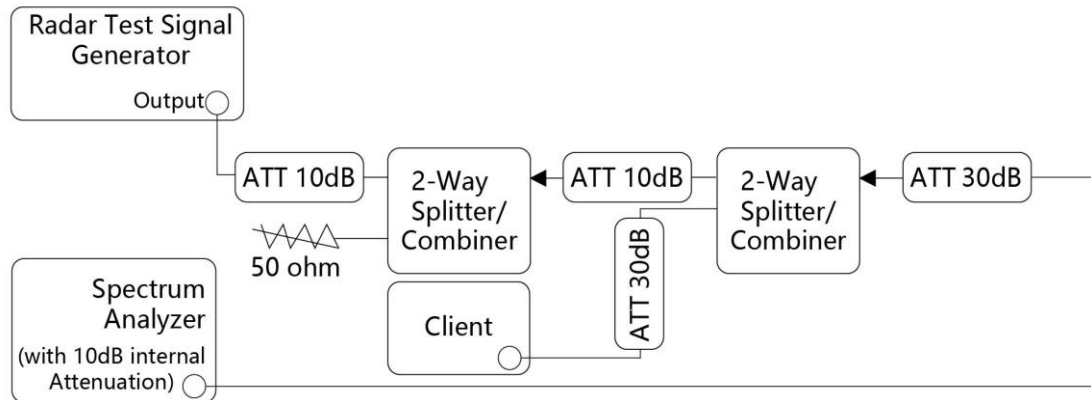 Radar Test Signal
Generator
Output
ATT 10dB
2-Way
Splitter/
Combiner
ATT 10dB
2-Way
Splitter/
Combiner
ATT 30dB
50 ohm
ATT 30dB
Spectrum
Analyzer
(with 10dB internal
Attenuation)
Client